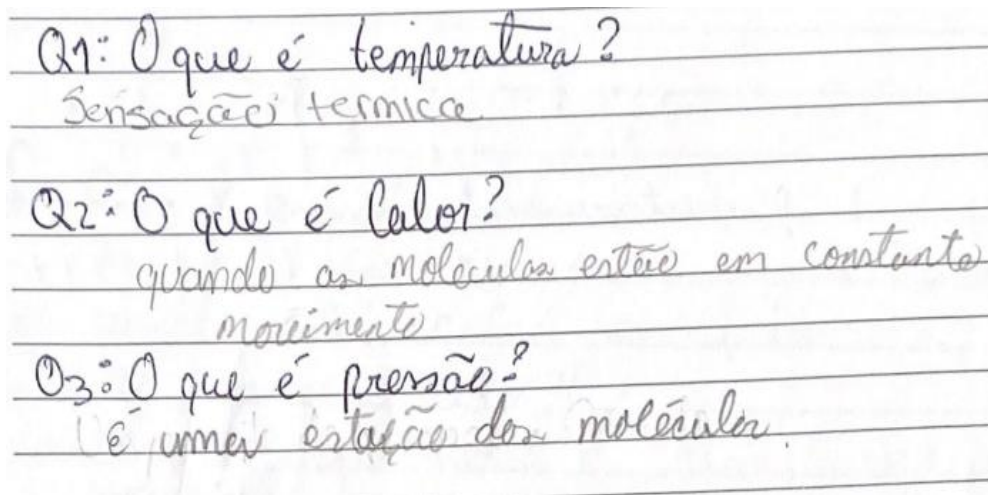 Q1: O que é temperatura?
Sensação termica
Q2: O que é Calor?
quando as moléculas estão em constante
movimento
Q3: O que é pressão?
é uma estação das moléculas.